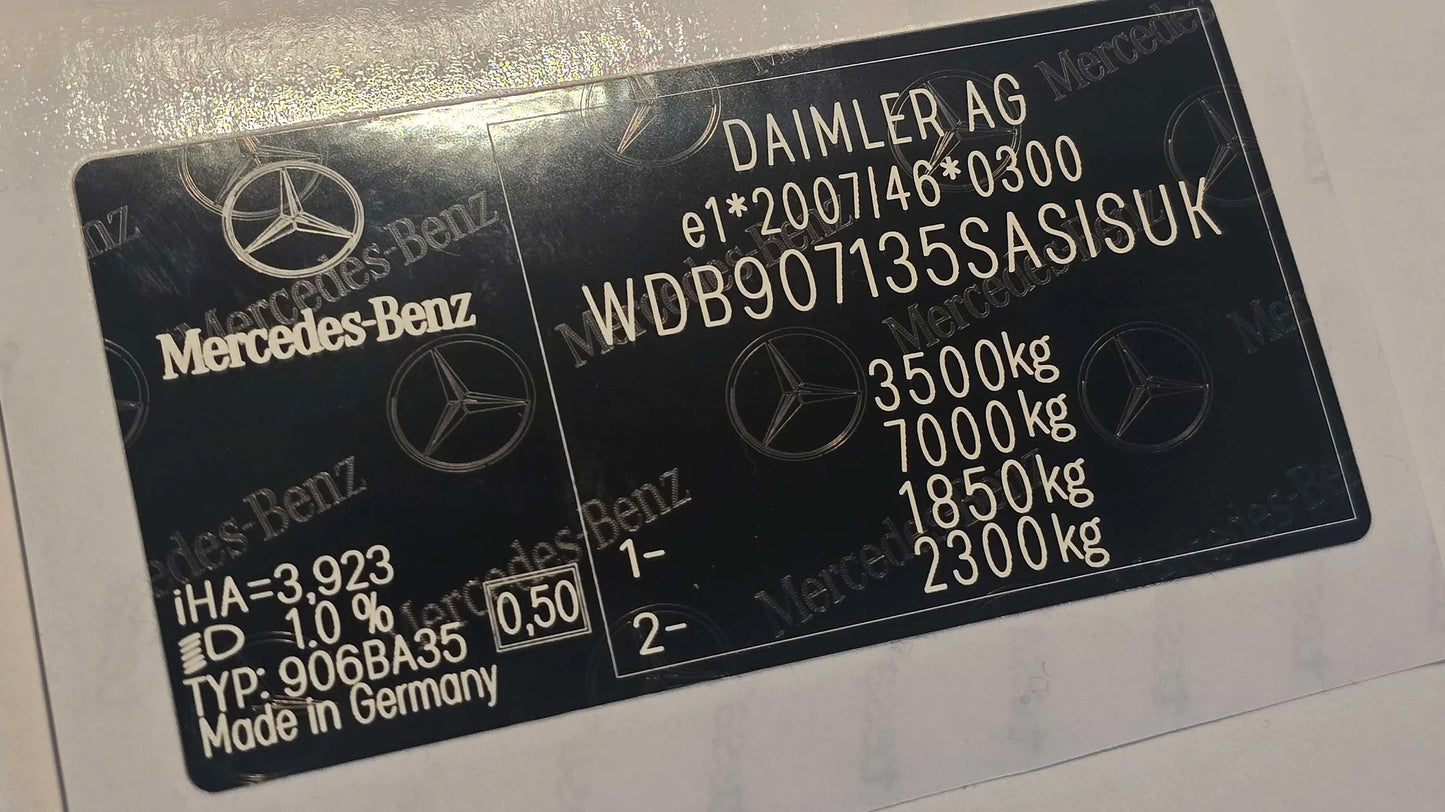 Mercedes-Benz
iHA=3,923
1.0 %
0,50
TYP: 906BA35
Made in Germany
DAIMLER AG
e1*2007/46*0300
WDB907135SASISUK
3500kg
7000kg
1- 1850kg
2- 2300kg